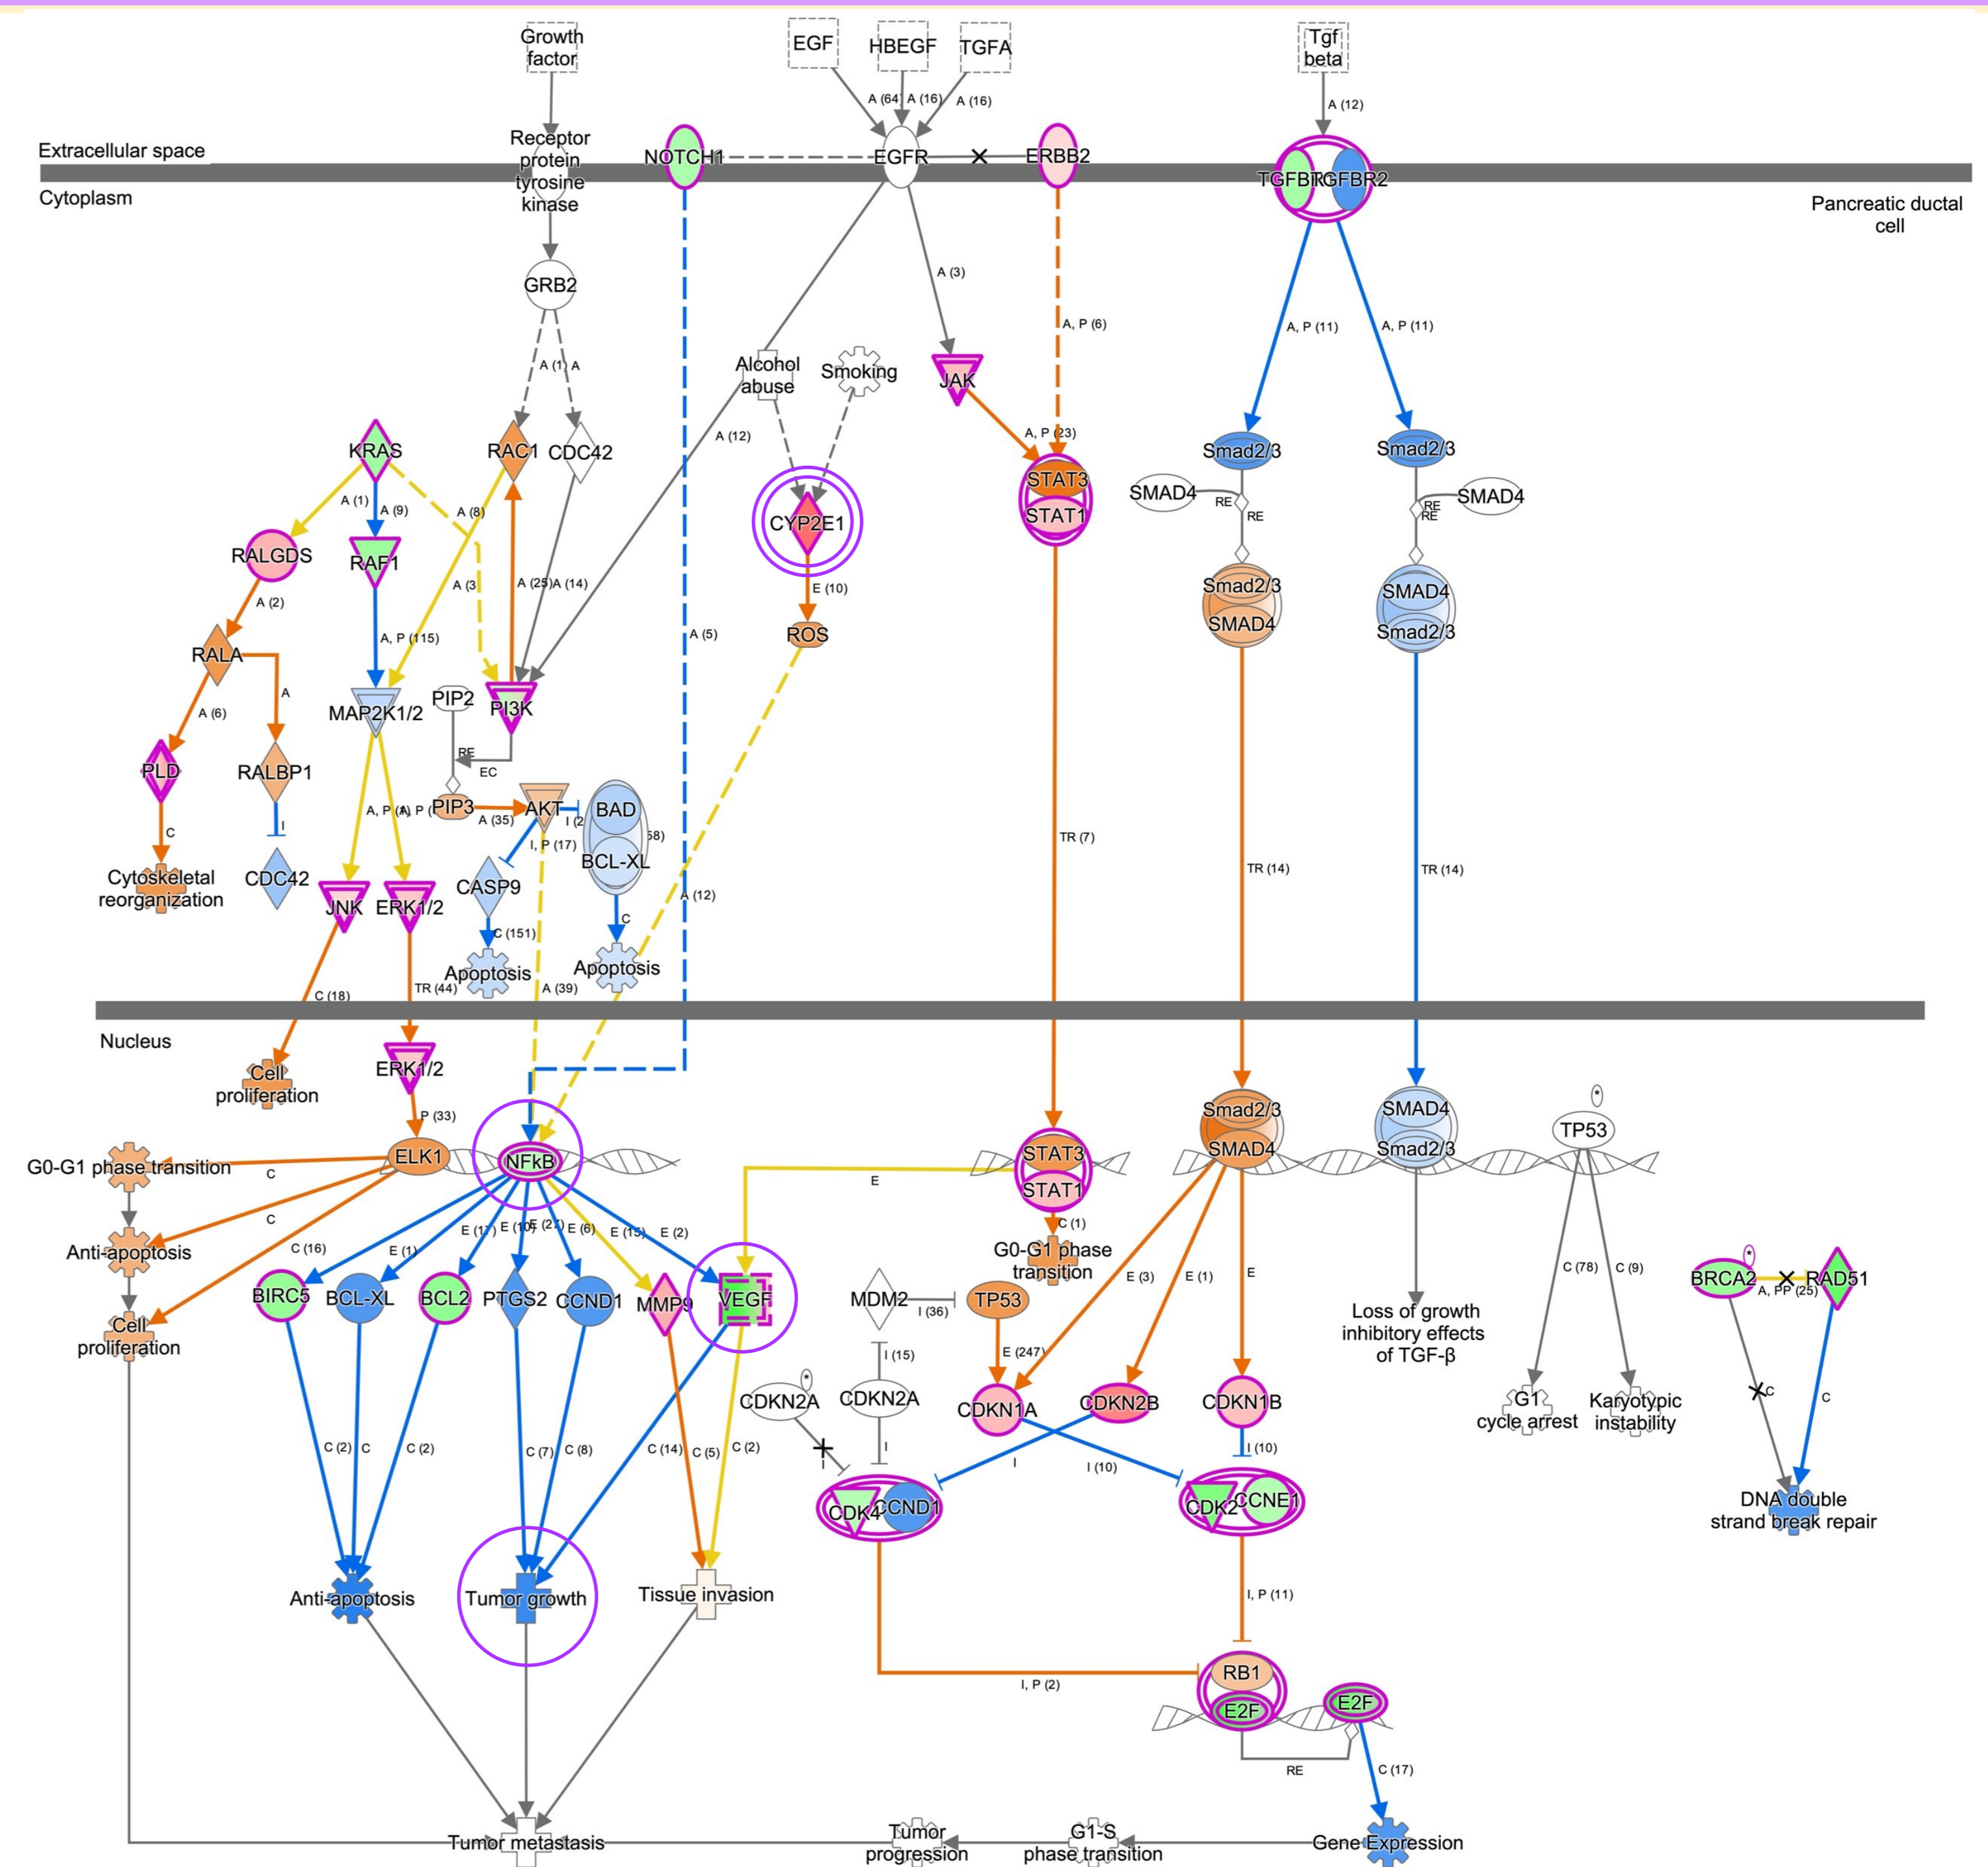 Growth
factor
EGF
HBEGF
TGFA
Tgf
beta
A (64)
A (16)
A (16)
A (12)
Extracellular space
Receptor
protein
tyrosine
kinase
NOTCH1
EGFR
ERBB2
TGFBR2
Cytoplasm
Pancreatic ductal
cell
GRB2
A (3)
A, P (6)
A, P (11)
A, P (11)
A (1)
A
Alcohol
abuse
Smoking
JAK
KRAS
RAC1
CDC42
A (12)
A, P (23)
Smad2/3
Smad2/3
STAT3
STAT1
SMAD4
RE
RE
SMAD4
RE
RE
A (1)
A (9)
A (8)
CYP2E1
RALGDS
RAF1
A (3
A (25)
A (14)
E (10)
Smad2/3
SMAD4
SMAD4
Smad2/3
A (2)
A, P (115)
ROS
A (5)
RALA
A
A (6)
MAP2K1/2
PIP2
PI3K
RE
EC
PLD
RALBP1
A, P (
PIP3
A (35)
AKT
I (2
BAD
58)
C
I
I, P (17)
BCL-XL
TR (7)
TR (14)
TR (14)
Cytoskeletal
reorganization
CDC42
JNK
ERK1/2
CASP9
A (12)
C
C (151)
Apoptosis
Apoptosis
C (18)
TR (44)
A (39)
Nucleus
Cell
proliferation
ERK1/2
P (33)
Smad2/3
SMAD4
SMAD4
Smad2/3
*
TP53
G0-G1 phase transition
C
ELK1
NFkB
STAT3
STAT1
E
C
C (16)
E (1)
E (17)
E (10)
E (27)
E (6)
E (15)
E (2)
C (1)
G0-G1 phase
transition
E (3)
E (1)
E
C (78)
C (9)
Anti-apoptosis
BIRC5
BCL-XL
BCL2
PTGS2
CCND1
MMP9
VEGF
MDM2
I (36)
TP53
*
BRCA2
A, PP (25)
RAD51
Cell
proliferation
Loss of growth
inhibitory effects
of TGF-β
I (15)
E (247)
*
CDKN2A
CDKN2A
CDKN1A
CDKN2B
CDKN1B
G1
cycle arrest
Karyotypic
instability
C
C
C (2)
C
C (2)
C (7)
C (8)
C (14)
C (5)
C (2)
I
I
I
I (10)
I (10)
CDK4
CCND1
CDK2
CCNE1
DNA double
strand break repair
Anti-apoptosis
Tumor growth
Tissue invasion
I, P (11)
I, P (2)
RB1
E2F
E2F
RE
C (17)
Tumor metastasis
Tumor
progression
G1-S
phase transition
Gene Expression